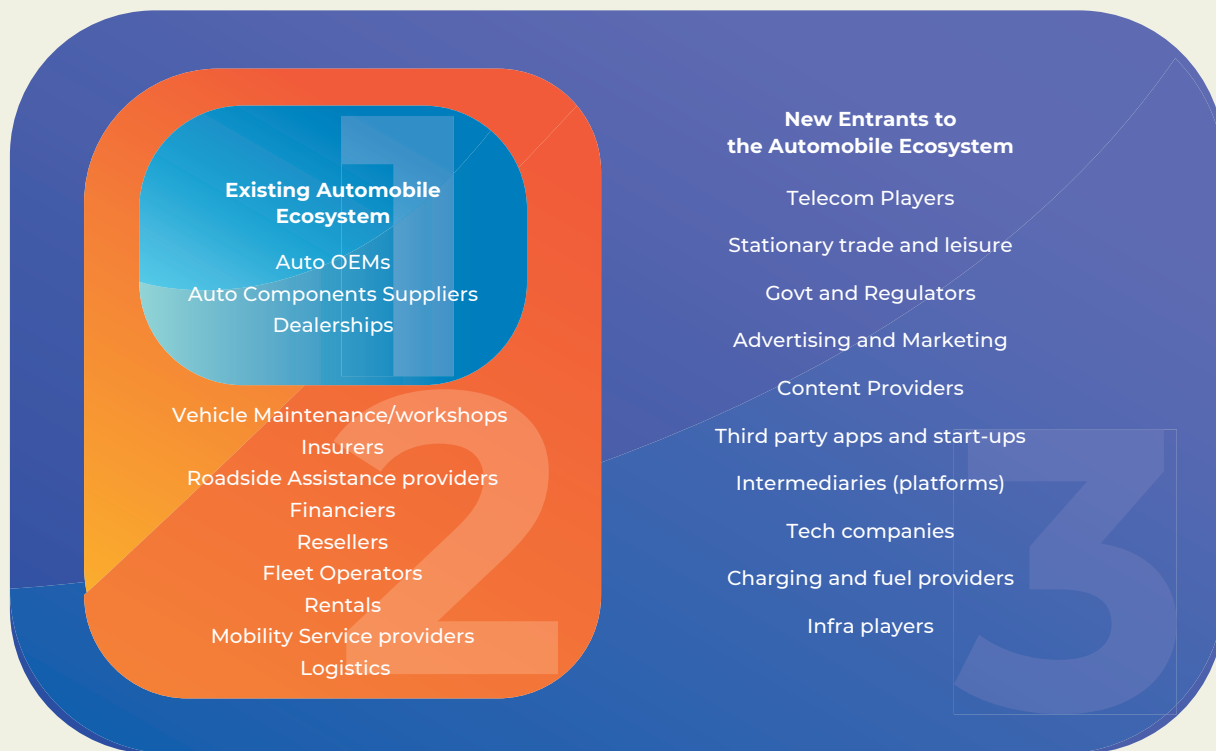 1
Existing Automobile
Ecosystem
Auto OEMs
Auto Components Suppliers
Dealerships
2
Vehicle Maintenance/workshops
Insurers
Roadside Assistance providers
Financiers
Resellers
Fleet Operators
Rentals
Mobility Service providers
Logistics
3
New Entrants to
the Automobile Ecosystem
Telecom Players
Stationary trade and leisure
Govt and Regulators
Advertising and Marketing
Content Providers
Third party apps and start-ups
Intermediaries (platforms)
Tech companies
Charging and fuel providers
Infra players